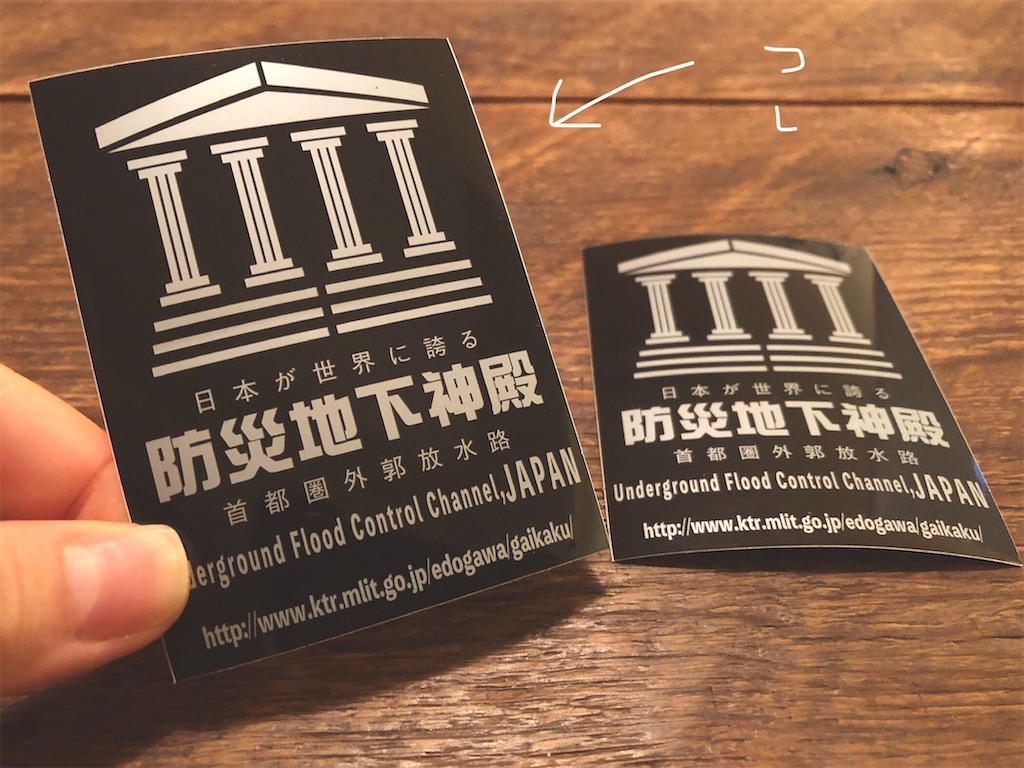 日本が世界に誇る
防災地下神殿
首都圏外郭放水路
derground Flood Control Channel,JAPAN
http://www.ktr.mlit.go.jp/edogawa/gaikaku/
日本が世界に誇る
防災地下神殿
首都圏外郭放水路
Underground Flood Control Channel,JAPAN
http://www.ktr.mlit.go.jp/edogawa/gaikaku/